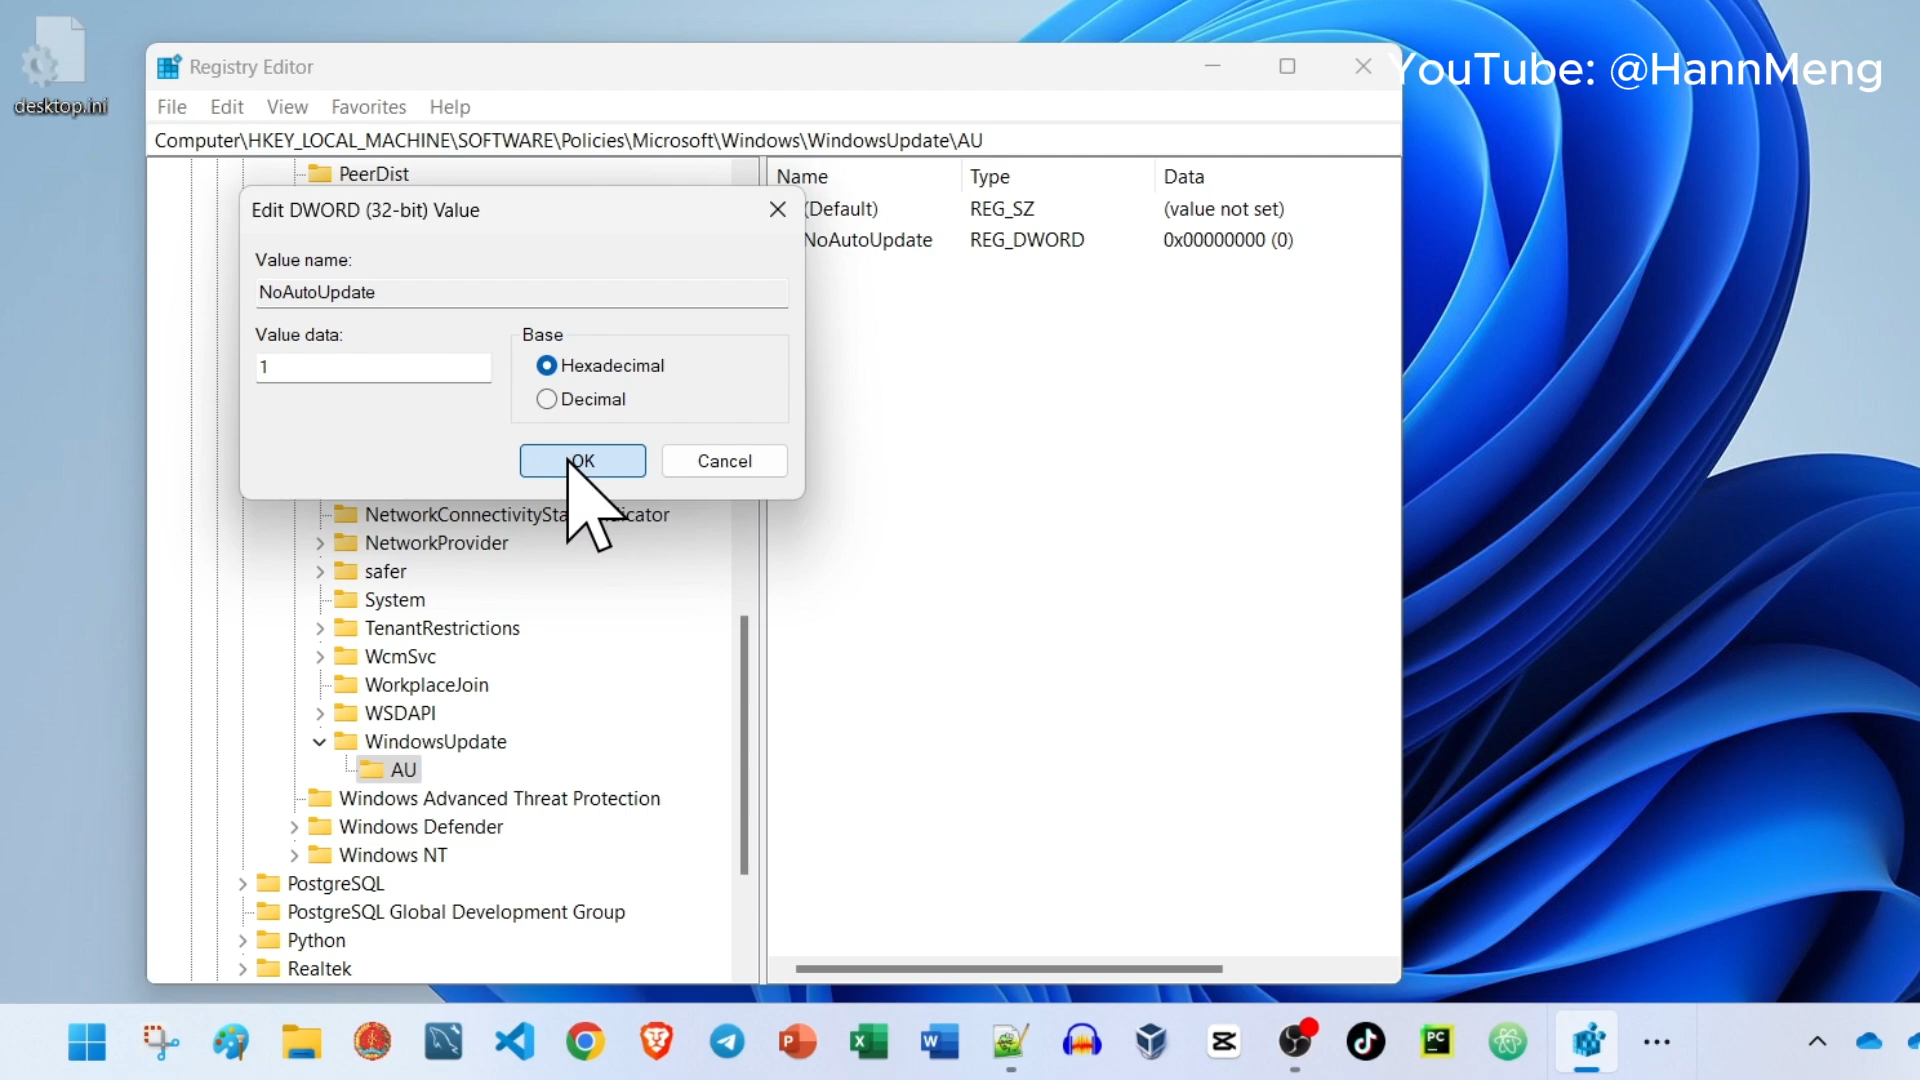 desktop.ini
Registry Editor
YouTube: @HannMeng
File Edit View Favorites Help
Computer\HKEY_LOCAL_MACHINE\SOFTWARE\Policies\Microsoft\Windows\WindowsUpdate\AU
PeerDist
Name Type Data
Edit DWORD (32-bit) Value
(Default) REG_SZ (value not set)
NoAutoUpdate REG_DWORD 0x00000000 (0)
Value name:
NoAutoUpdate
Value data:
1
Base
Hexadecimal
Decimal
OK Cancel
NetworkProvider
safer
System
TenantRestrictions
WcmSvc
WorkplaceJoin
WSDAPI
WindowsUpdate
AU
Windows Advanced Threat Protection
Windows Defender
Windows NT
PostgreSQL
PostgreSQL Global Development Group
Python
Realtek